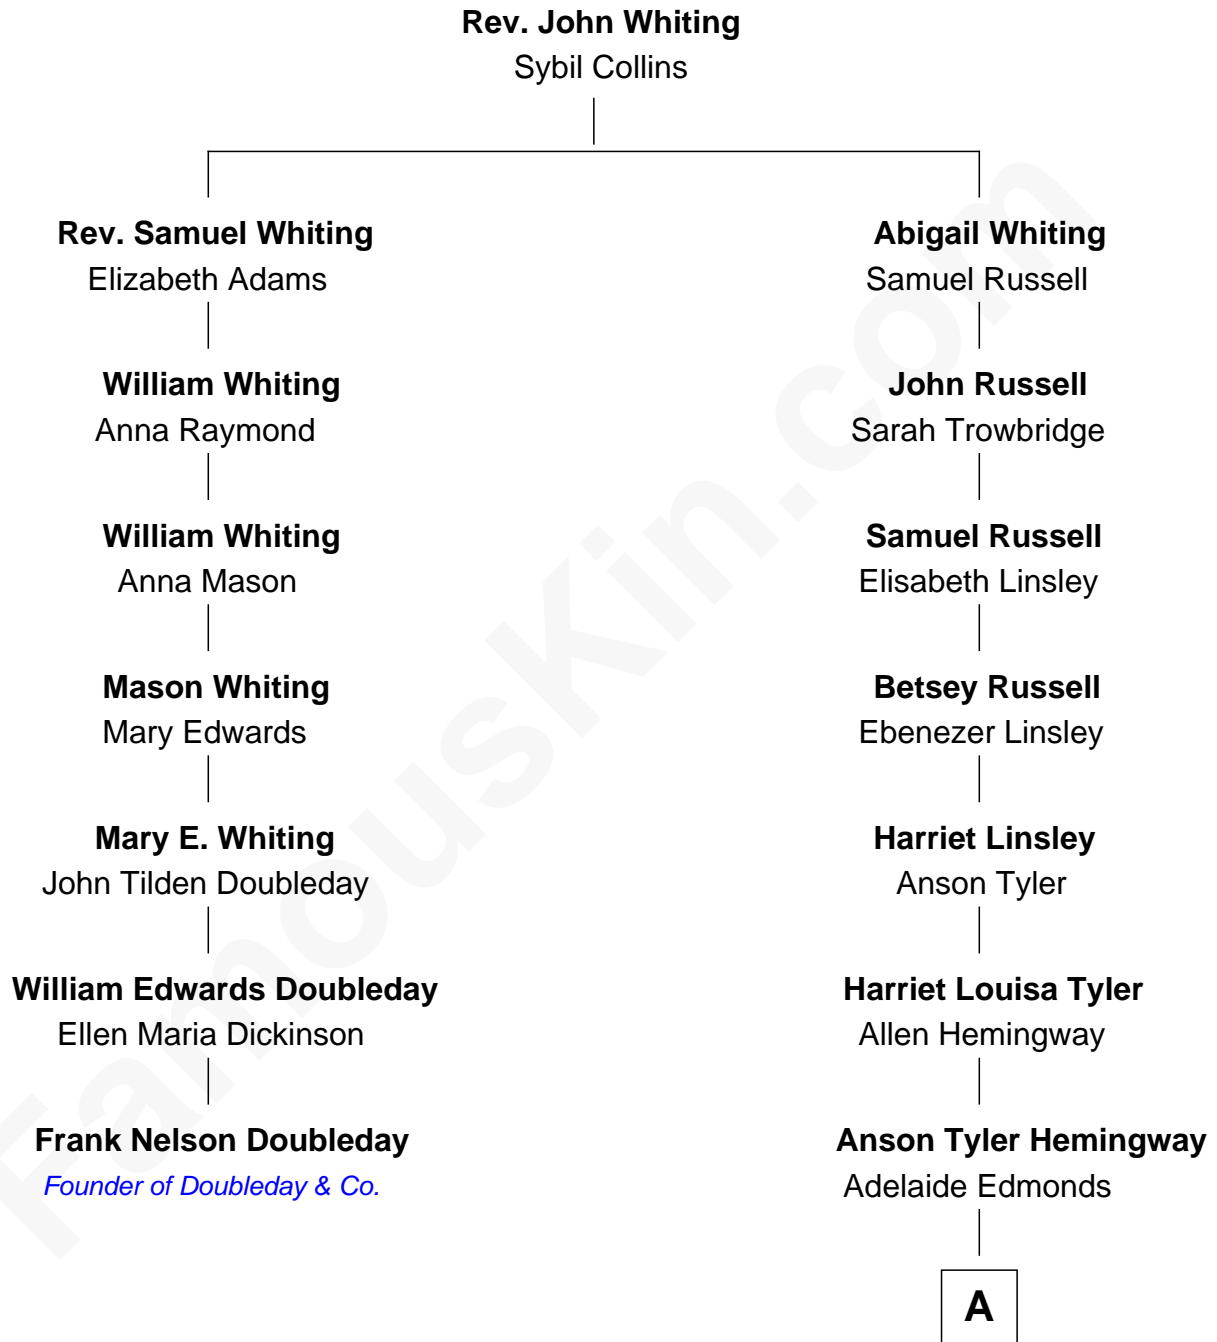 Rev. John Whiting
Sybil Collins
Rev. Samuel Whiting
Elizabeth Adams
Abigail Whiting
Samuel Russell
William Whiting
Anna Raymond
John Russell
Sarah Trowbridge
William Whiting
Anna Mason
Samuel Russell
Elisabeth Linsley
Mason Whiting
Mary Edwards
Betsey Russell
Ebenezer Linsley
Mary E. Whiting
John Tilden Doubleday
Harriet Linsley
Anson Tyler
William Edwards Doubleday
Ellen Maria Dickinson
Harriet Louisa Tyler
Allen Hemingway
Frank Nelson Doubleday
Founder of Doubleday & Co.
Anson Tyler Hemingway
Adelaide Edmonds
A
FamousKin.com